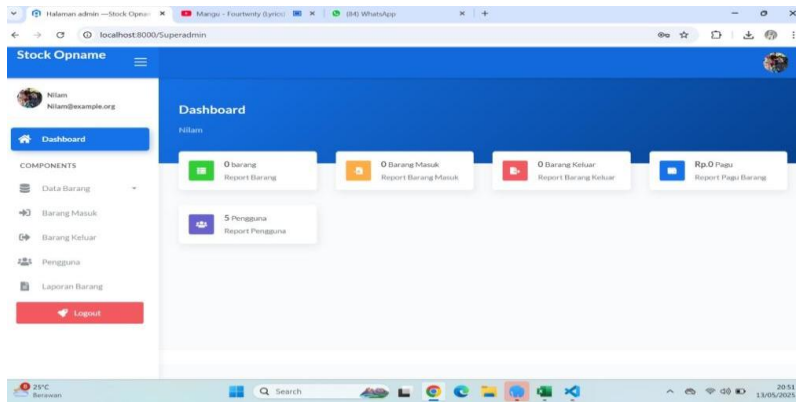 Halaman admin ---Stock Opna
Mangu - Fourtwnty (Lyrics)
(84) WhatsApp
localhost:8000/Superadmin
Stock Opname
Nilam
Nilam@example.org
Dashboard
COMPONENTS
Data Barang
Barang Masuk
Barang Keluar
Pengguna
Laporan Barang
Logout
Dashboard
Nilam
0 barang
Report Barang
0 Barang Masuk
Report Barang Masuk
0 Barang Keluar
Report Barang Keluar
Rp.0 Pagu
Report Pagu Barang
5 Pengguna
Report Pengguna
25°C
Berawan
Search
20:51
13/05/2025